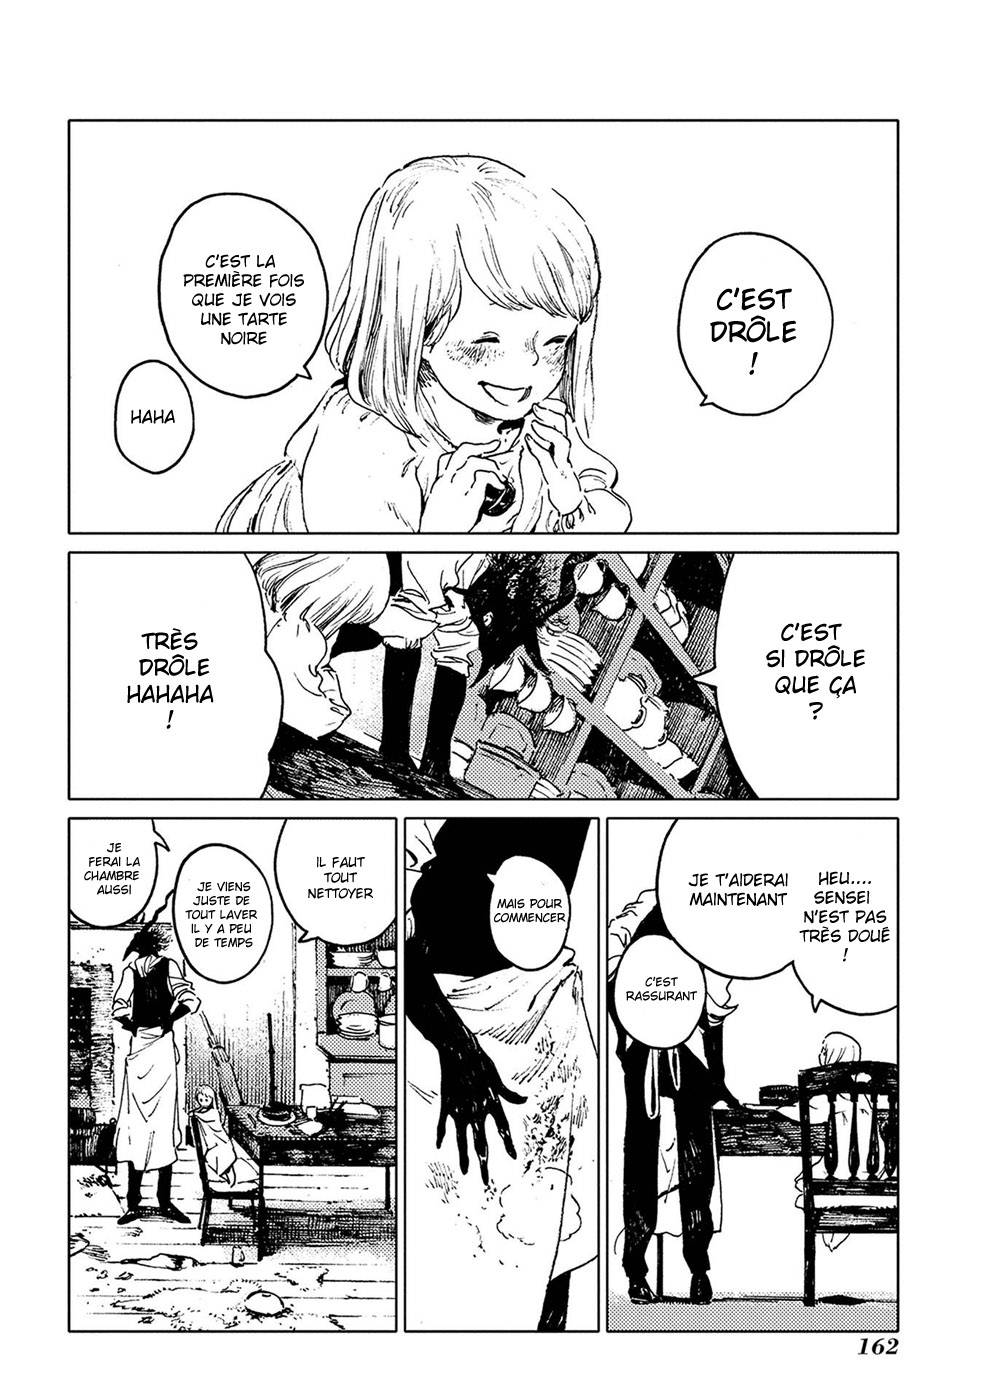 C'EST
DRÔLE
!
C'EST LA
PREMIÈRE FOIS
QUE JE VOIS
UNE TARTE
NOIRE
HAHA
C'EST
SI DRÔLE
QUE ÇA
?
TRÈS
DRÔLE
HAHAHA
!
HEU....
SENSEI
N'EST PAS
TRÈS DOUÉ
!
JE T'AIDERAI
MAINTENANT
C'EST
RASSURANT
MAIS POUR
COMMENCER
IL FAUT
TOUT
NETTOYER
JE VIENS
JUSTE DE
TOUT LAVER
IL Y A PEU
DE TEMPS
JE
FERAI LA
CHAMBRE
AUSSI
162